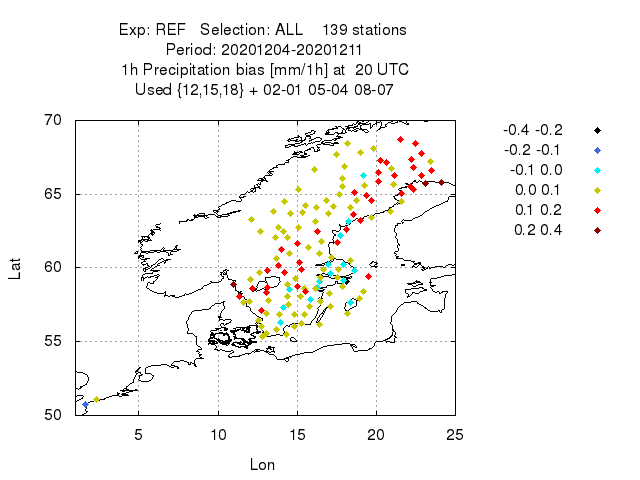 Exp: REF Selection: ALL 139 stations
Period: 20201204-20201211
1h Precipitation bias [mm/1h] at 20 UTC
Used {12,15,18} + 02-01 05-04 08-07
70
65
60
55
50
Lat
5
10
15
20
25
Lon
-0.4 -0.2
-0.2 -0.1
-0.1 0.0
0.0 0.1
0.1 0.2
0.2 0.4